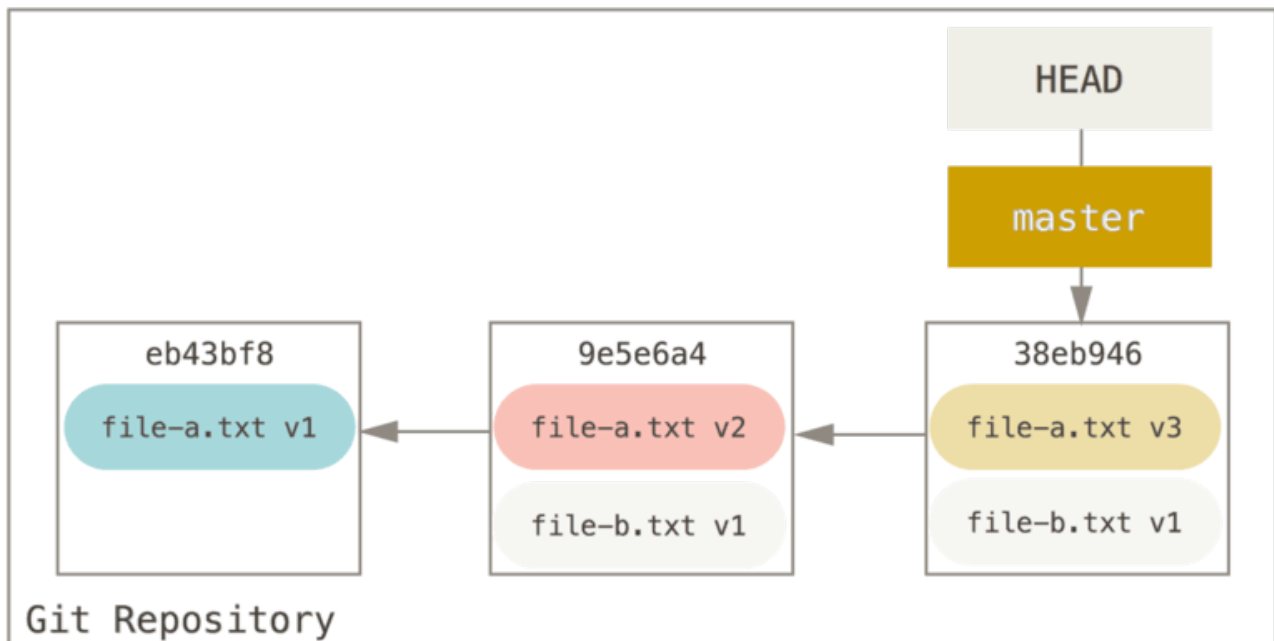 HEAD
master
eb43bf8
9e5e6a4
38eb946
file-a.txt v1
file-a.txt v2
file-a.txt v3
file-b.txt v1
file-b.txt v1
Git Repository